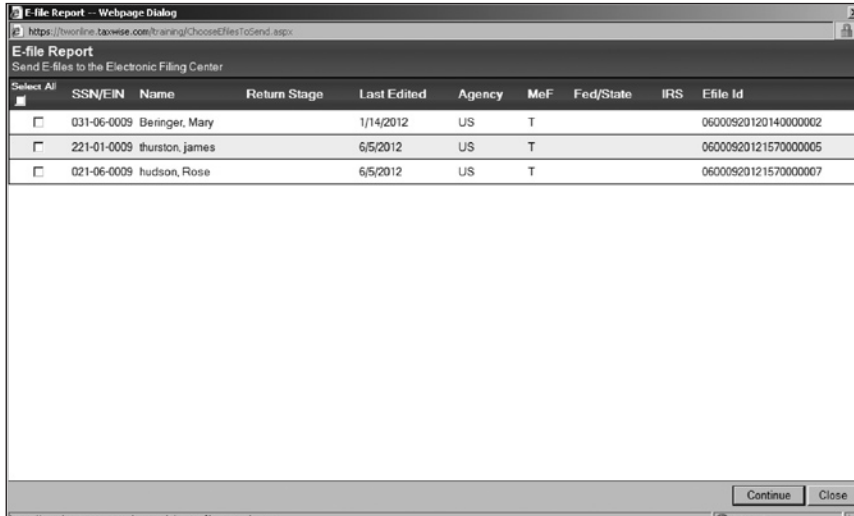 E-file Report -- Webpage Dialog
https://twonline.taxwise.com/training/ChooseEfilesToSend.aspx
E-file Report
Send E-files to the Electronic Filing Center
Select All SSN/EIN Name Return Stage Last Edited Agency MeF Fed/State IRS Efile Id
031-06-0009 Beringer, Mary 1/14/2012 US T 06000920120140000002
221-01-0009 thurston, james 6/5/2012 US T 06000920121570000005
021-06-0009 hudson, Rose 6/5/2012 US T 06000920121570000007
Continue Close